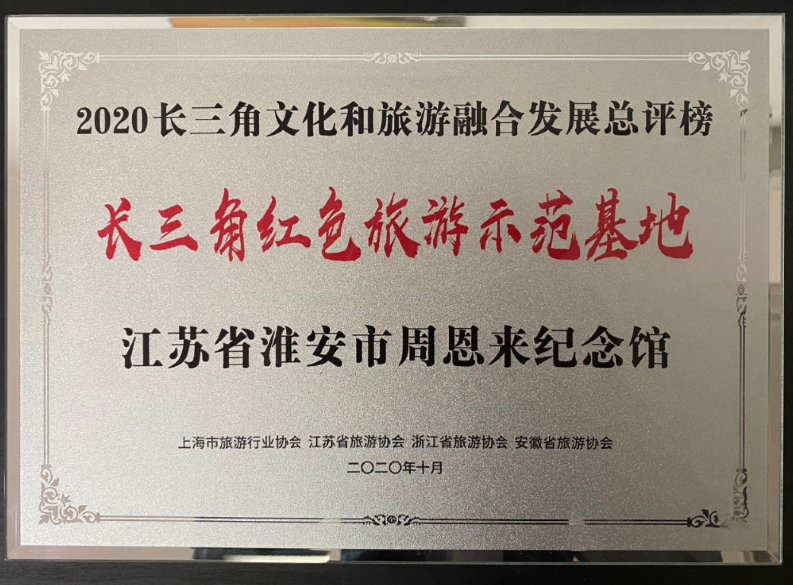 2020长三角文化和旅游融合发展总评榜
长三角红色旅游示范基地
江苏省淮安市周恩来纪念馆
上海市旅游行业协会 江苏省旅游协会 浙江省旅游协会 安徽省旅游协会
二〇二〇年十月